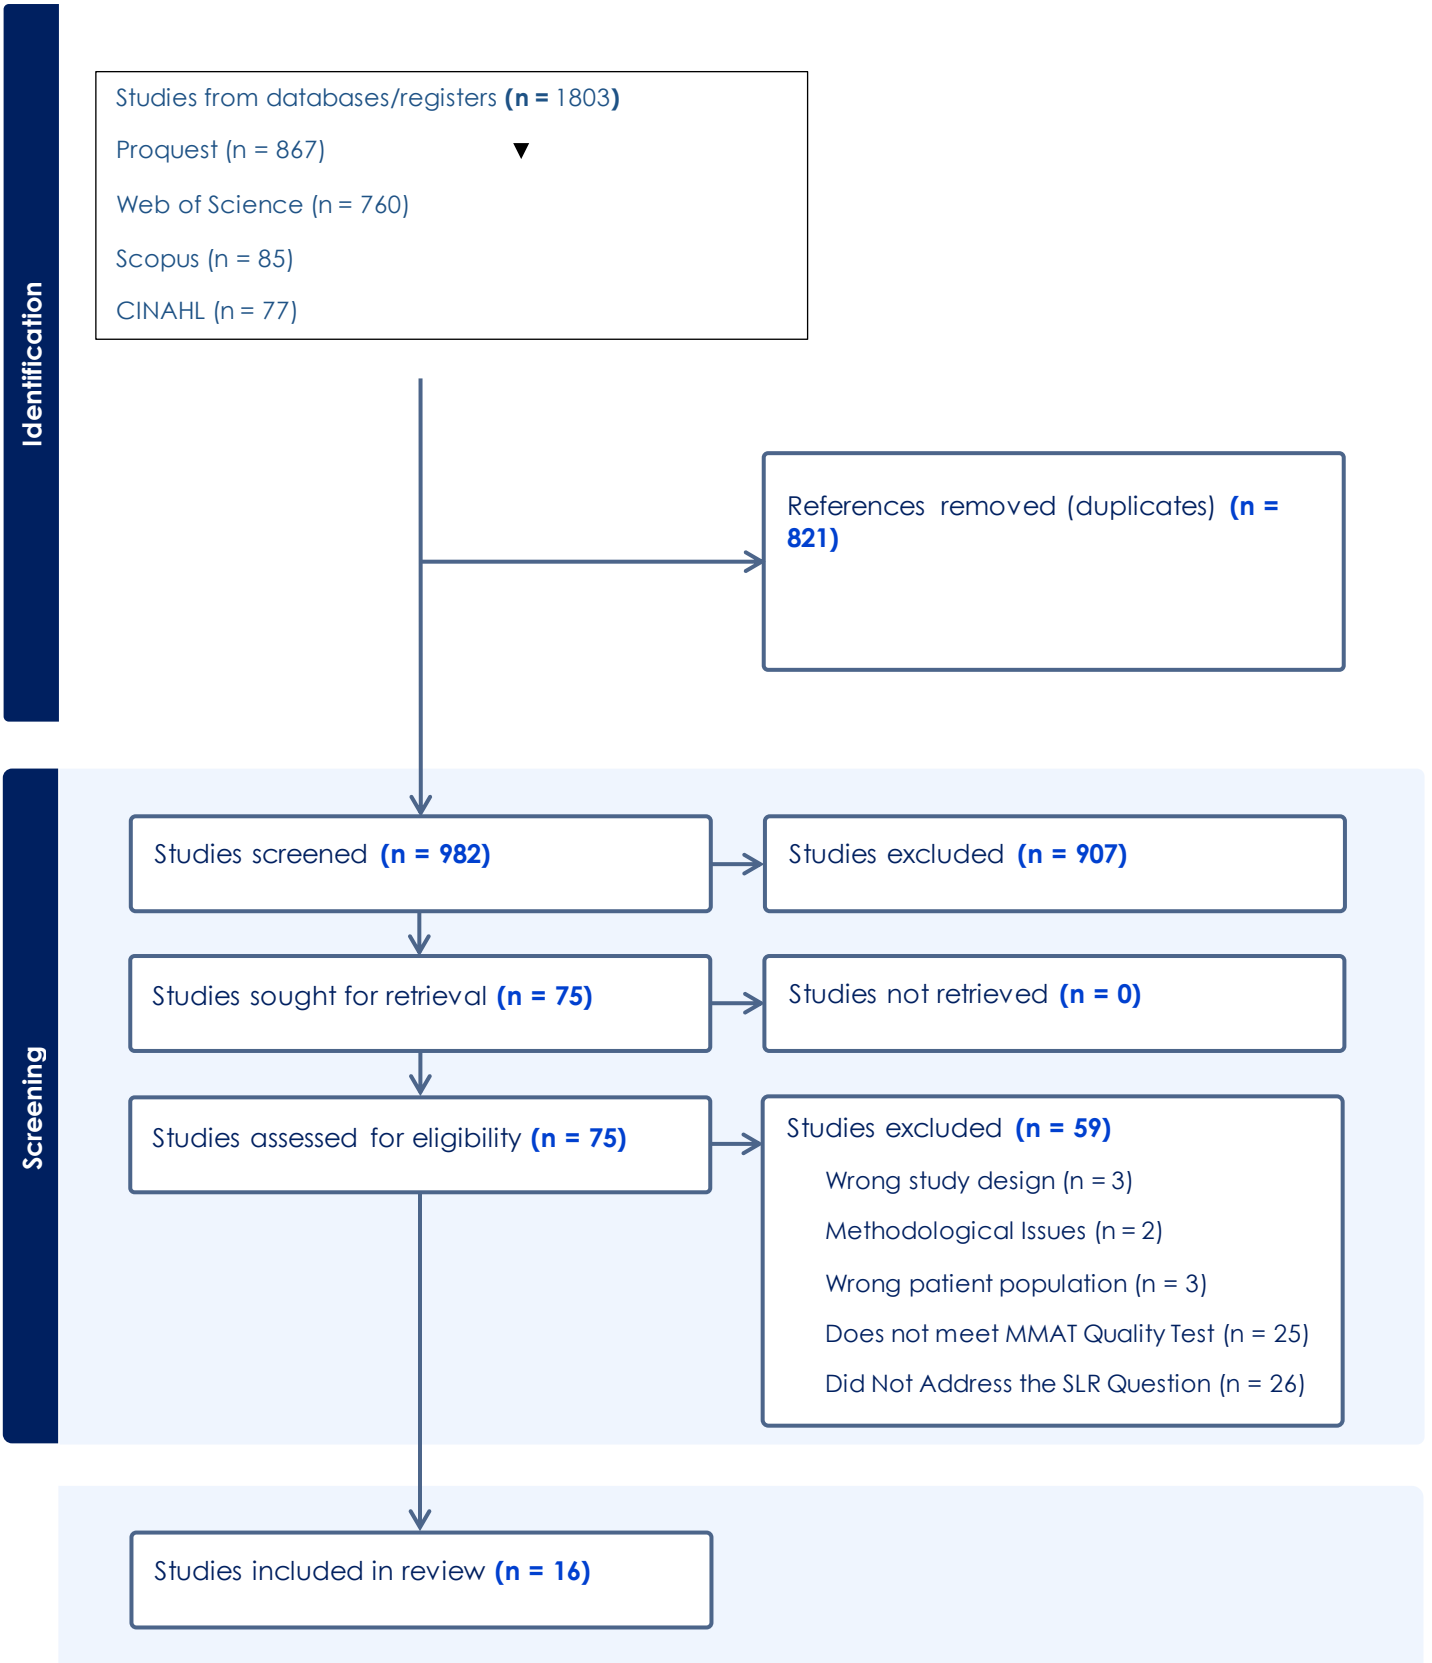 Identification
Studies from databases/registers (n = 1803)
Proquest (n = 867)
Web of Science (n = 760)
Scopus (n = 85)
CINAHL (n = 77)
References removed (duplicates) (n =
821)
Screening
Studies screened (n = 982)
Studies excluded (n = 907)
Studies sought for retrieval (n = 75)
Studies not retrieved (n = 0)
Studies assessed for eligibility (n = 75)
Studies excluded (n = 59)
Wrong study design (n = 3)
Methodological Issues (n = 2)
Wrong patient population (n = 3)
Does not meet MMAT Quality Test (n = 25)
Did Not Address the SLR Question (n = 26)
Studies included in review (n = 16)